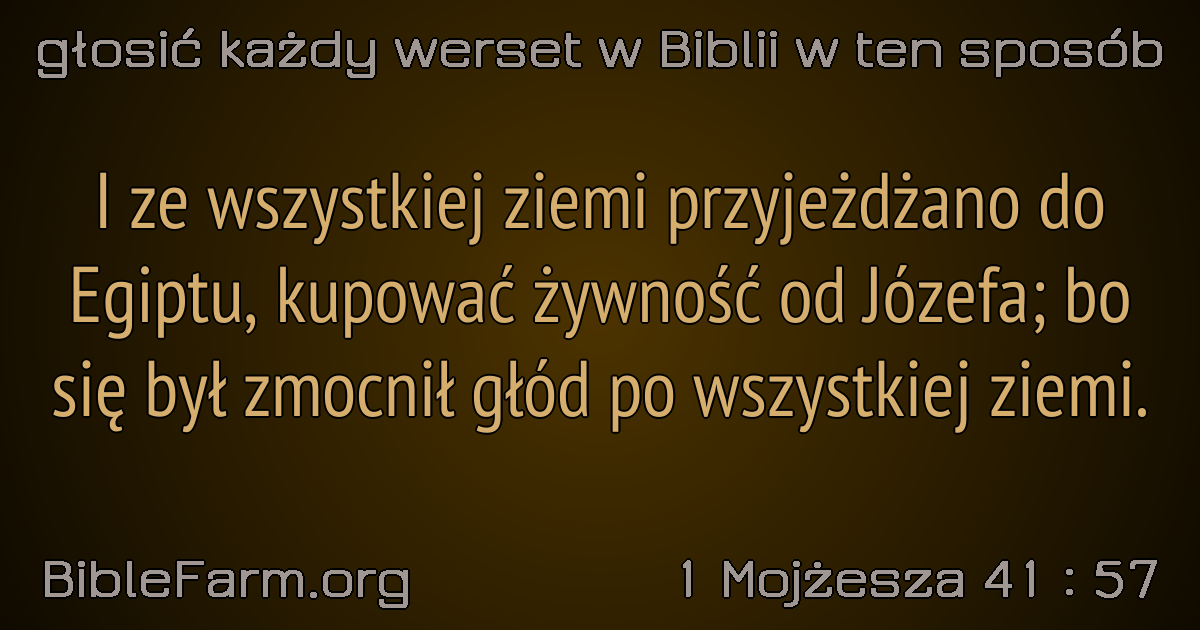 głosić każdy werset w Biblii w ten sposób
I ze wszystkiej ziemi przyjeżdżano do
Egiptu, kupować żywność od Józefa; bo
się był zmocnił głód po wszystkiej ziemi.
BibleFarm.org
1 Mojżesza 41 : 57